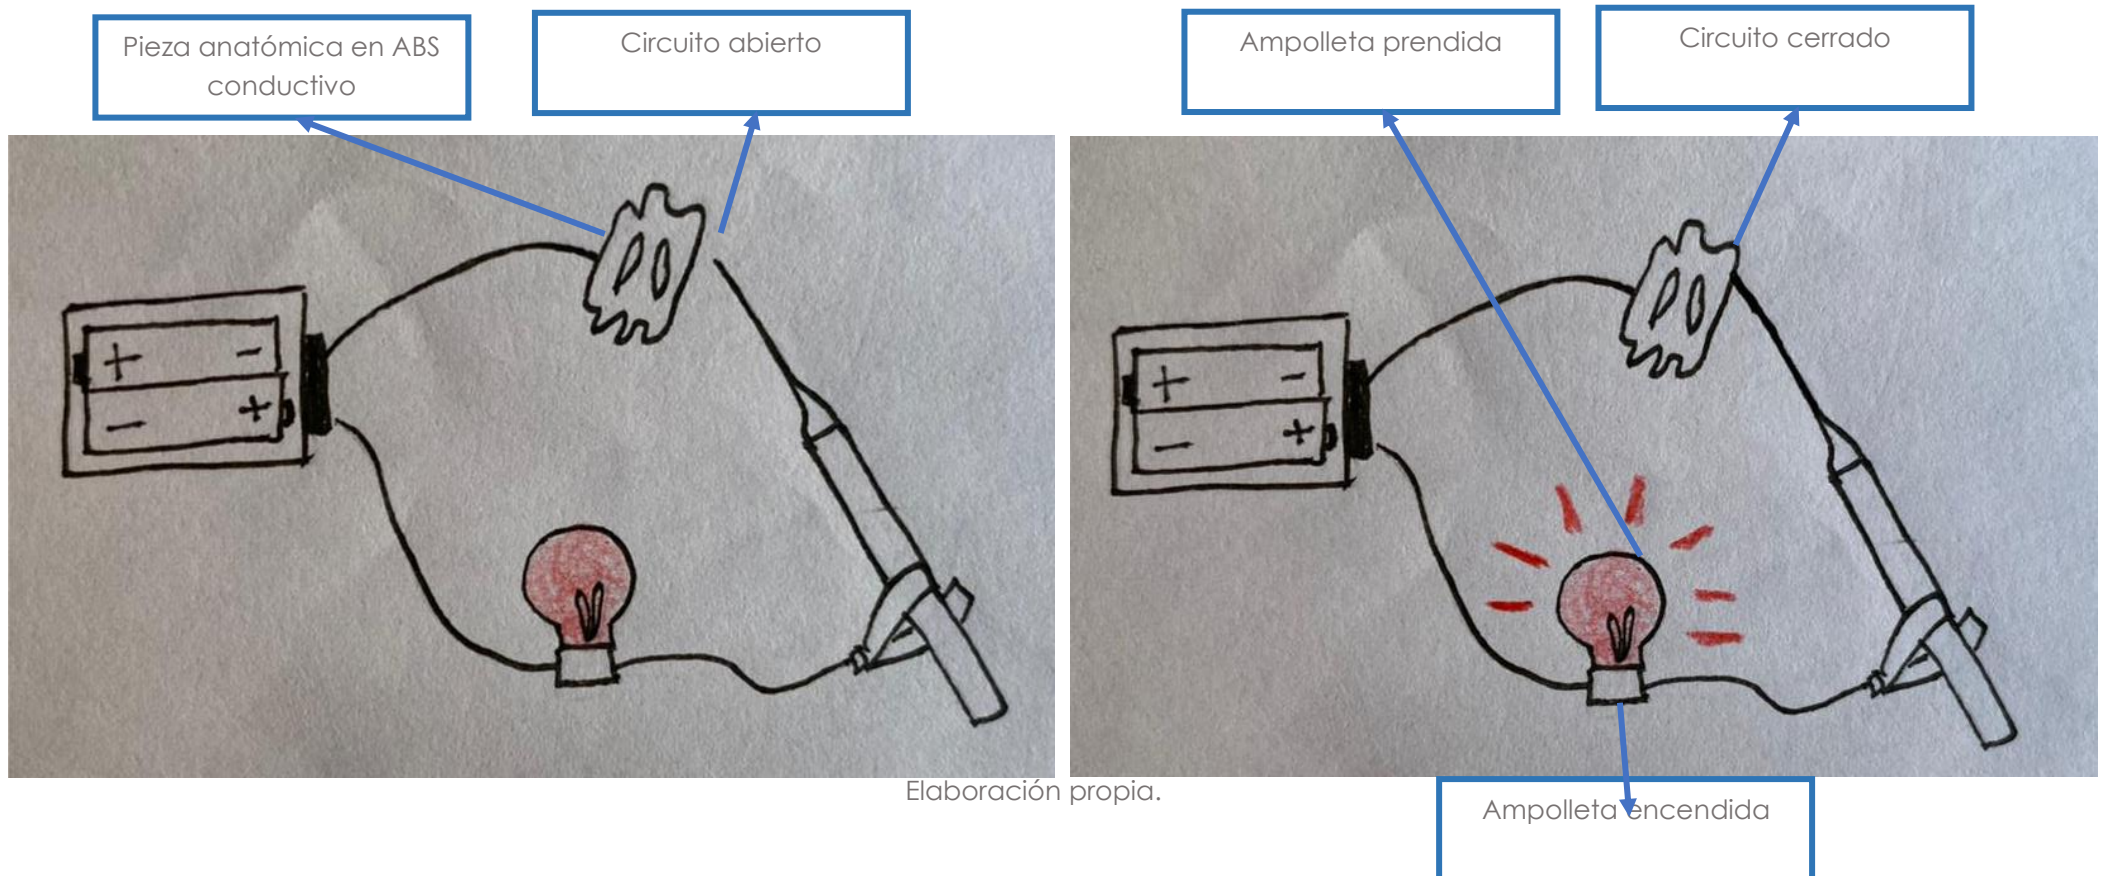 Pieza anatómica en ABS
conductivo
Circuito abierto
Ampolleta prendida
Circuito cerrado
+ -
- +
+ -
- +
Elaboración propia.
Ampolleta encendida